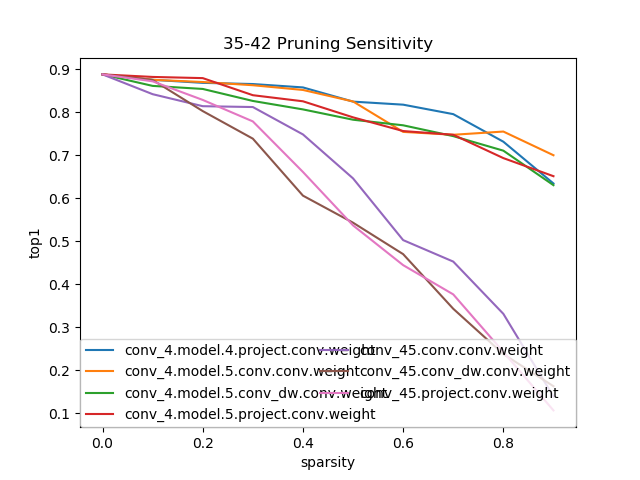 35-42 Pruning Sensitivity
top1
0.9
0.8
0.7
0.6
0.5
0.4
0.3
0.2
0.1
conv_4.model.4.project.conv.weight
conv_4.model.5.conv.conv.weight
conv_4.model.5.conv_dw.conv.weight
conv_4.model.5.project.conv.weight
conv_45.conv.conv.weight
conv_45.conv_dw.conv.weight
conv_45.project.conv.weight
0.0 0.2 0.4 0.6 0.8
sparsity